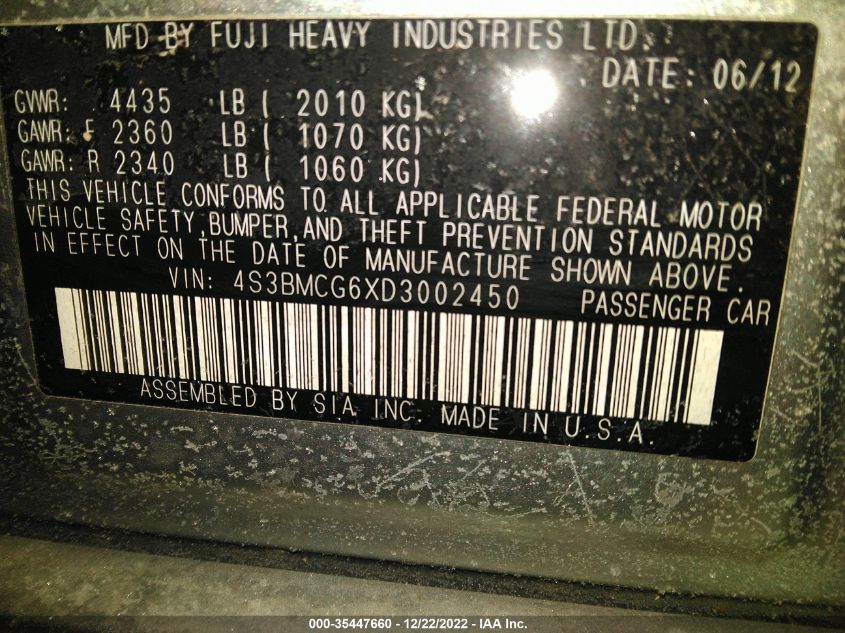 MFD BY FUJI HEAVY INDUSTRIES LTD.
DATE: 06/12
GVWR: 4435 LB ( 2010 KG)
GAWR: F 2360 LB ( 1070 KG)
GAWR: R 2340 LB ( 1060 KG)
THIS VEHICLE CONFORMS TO ALL APPLICABLE FEDERAL MOTOR
VEHICLE SAFETY, BUMPER, AND THEFT PREVENTION STANDARDS
IN EFFECT ON THE DATE OF MANUFACTURE SHOWN ABOVE.
VIN: 4S3BMCG6XD3002450 PASSENGER CAR
ASSEMBLED BY SIA INC. MADE IN U.S.A.
000-35447660 - 12/22/2022 - IAA Inc.